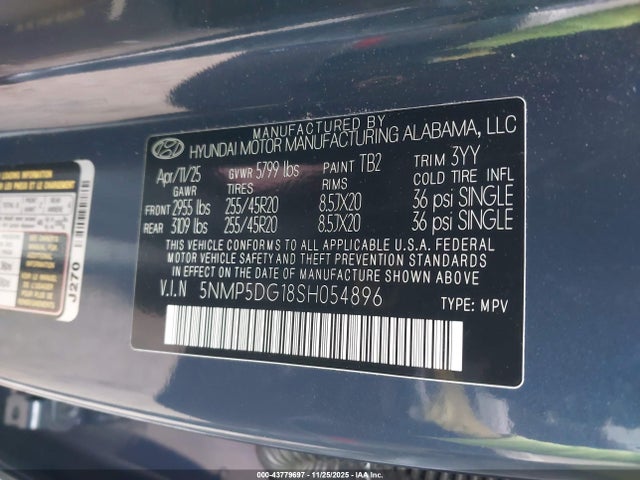 MANUFACTURED BY
HYUNDAI MOTOR MANUFACTURING ALABAMA, LLC
Apr/11/25 GVWR 5799 lbs PAINT TB2 TRIM 3YY
GAWR TIRES RIMS COLD TIRE INFL
FRONT 2955 lbs 255/45R20 8.5JX20 36 psi SINGLE
REAR 3109 lbs 255/45R20 8.5JX20 36 psi SINGLE
THIS VEHICLE CONFORMS TO ALL APPLICABLE U.S.A. FEDERAL
MOTOR VEHICLE SAFETY, BUMPER, AND THEFT PREVENTION
STANDARDS IN EFFECT ON THE DATE OF MANUFACTURE SHOWN ABOVE.
V.I.N 5NMP5DG18SH054896 TYPE: MPV
J270
000-43779697 - 11/25/2025 - © IAA Holdings, LLC